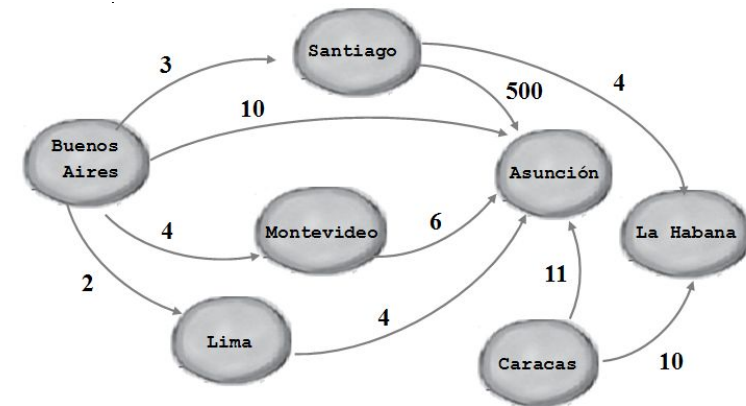 Santiago
3
4
500
10
Buenos
Aires
Asunción
4
Montevideo
6
La Habana
2
11
4
Lima
Caracas
10